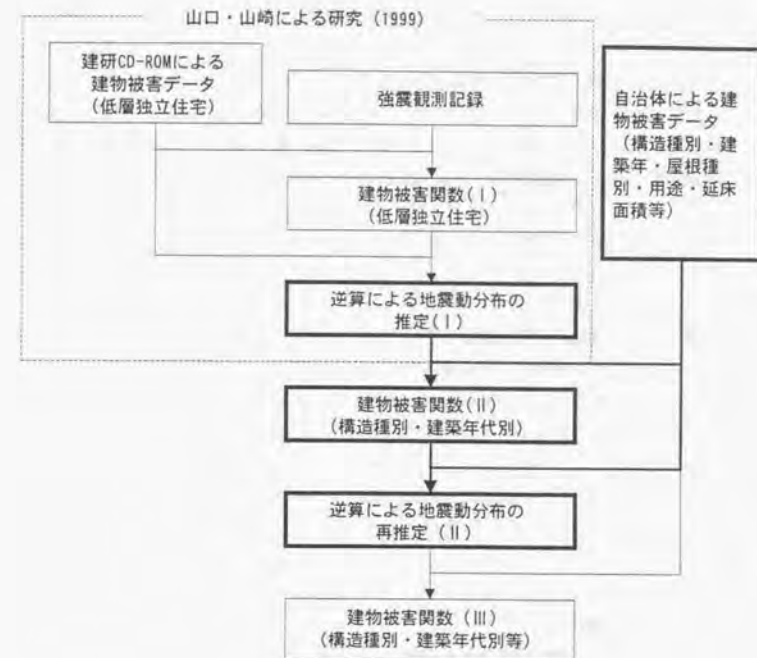 山口・山崎による研究(1999)
建研CD-ROMによる
建物被害データ
(低層独立住宅)
強震観測記録
自治体による建
物被害データ
(構造種別・建
築年・屋根種
別・用途・延床
面積等)
建物被害関数(Ⅰ)
(低層独立住宅)
逆算による地震動分布の
推定(Ⅰ)
建物被害関数(Ⅱ)
(構造種別・建築年代別)
逆算による地震動分布の
再推定(Ⅱ)
建物被害関数(Ⅲ)
(構造種別・建築年代別等)